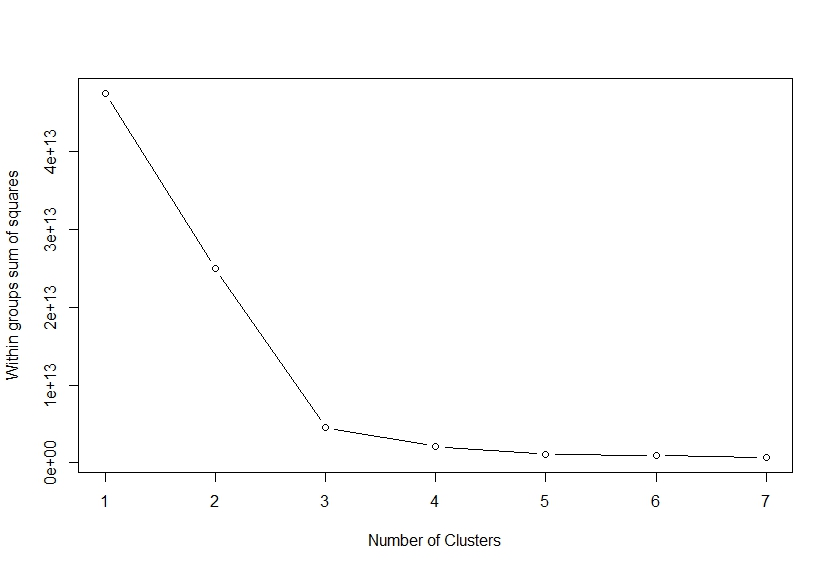 Within groups sum of squares
4e+13
3e+13
2e+13
1e+13
0e+00
1 2 3 4 5 6 7
Number of Clusters